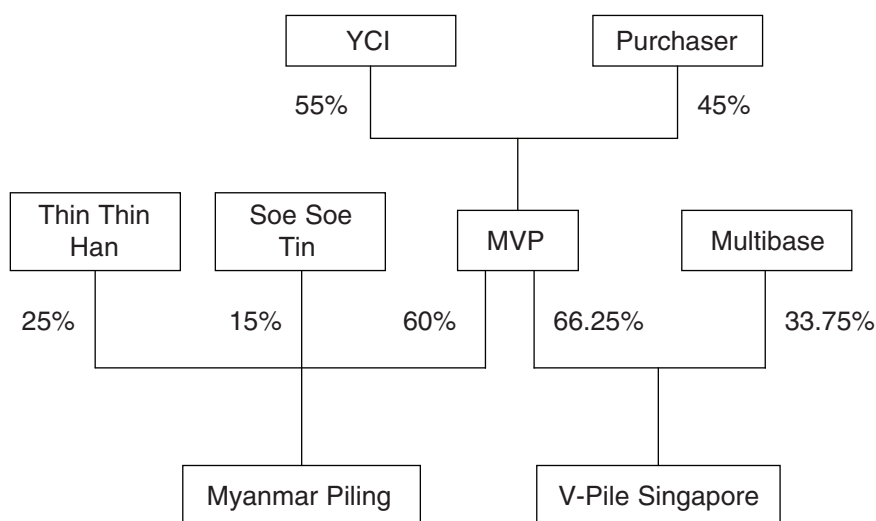 YCI
Purchaser
55%
45%
Thin Thin
Han
Soe Soe
Tin
MVP
Multibase
25%
15%
60%
66.25%
33.75%
Myanmar Piling
V-Pile Singapore